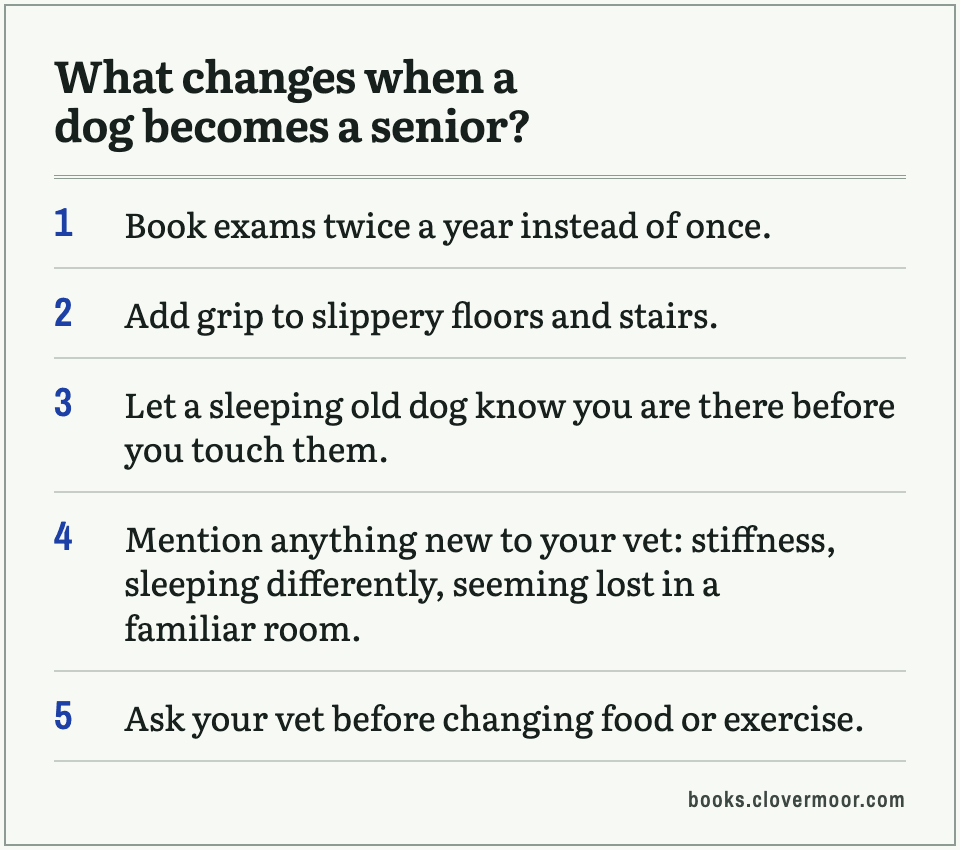 What changes when a
dog becomes a senior?
1 Book exams twice a year instead of once.
2 Add grip to slippery floors and stairs.
3 Let a sleeping old dog know you are there before
you touch them.
4 Mention anything new to your vet: stiffness,
sleeping differently, seeming lost in a
familiar room.
5 Ask your vet before changing food or exercise.
books.clovermoor.com